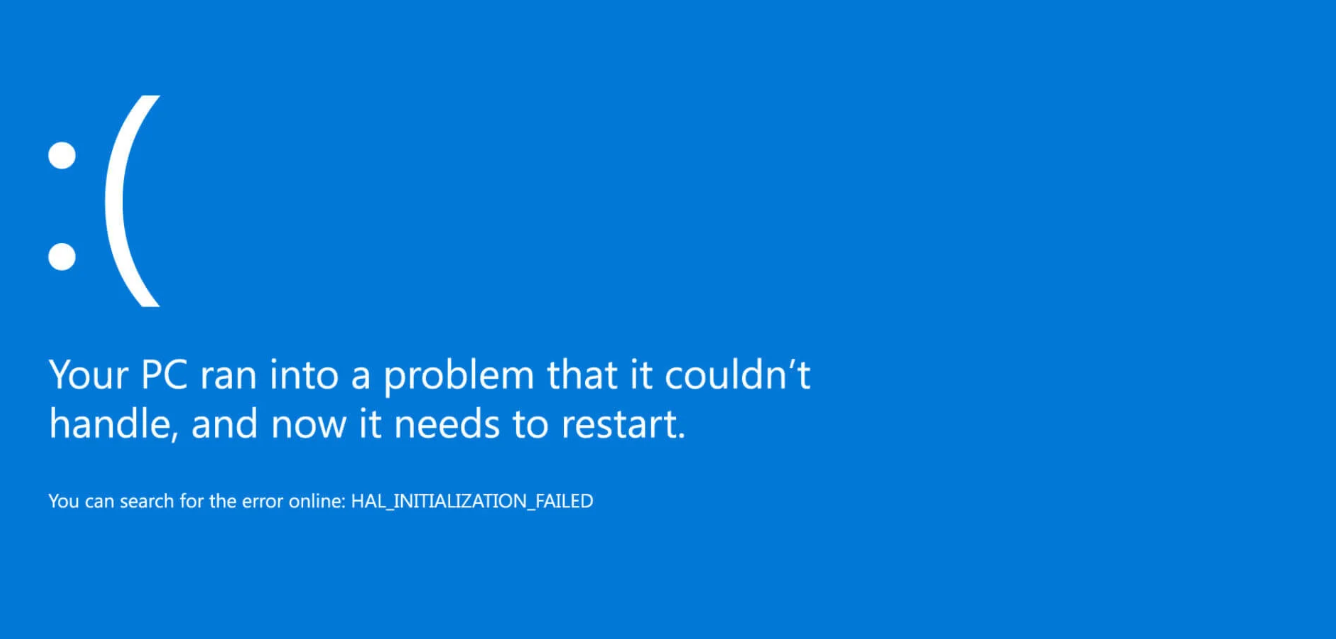 :(
Your PC ran into a problem that it couldn’t
handle, and now it needs to restart.
You can search for the error online: HAL_INITIALIZATION_FAILED